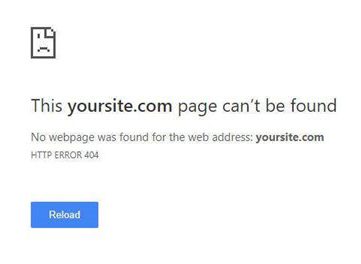 This yoursite.com page can't be found
No webpage was found for the web address: yoursite.com
HTTP ERROR 404
Reload